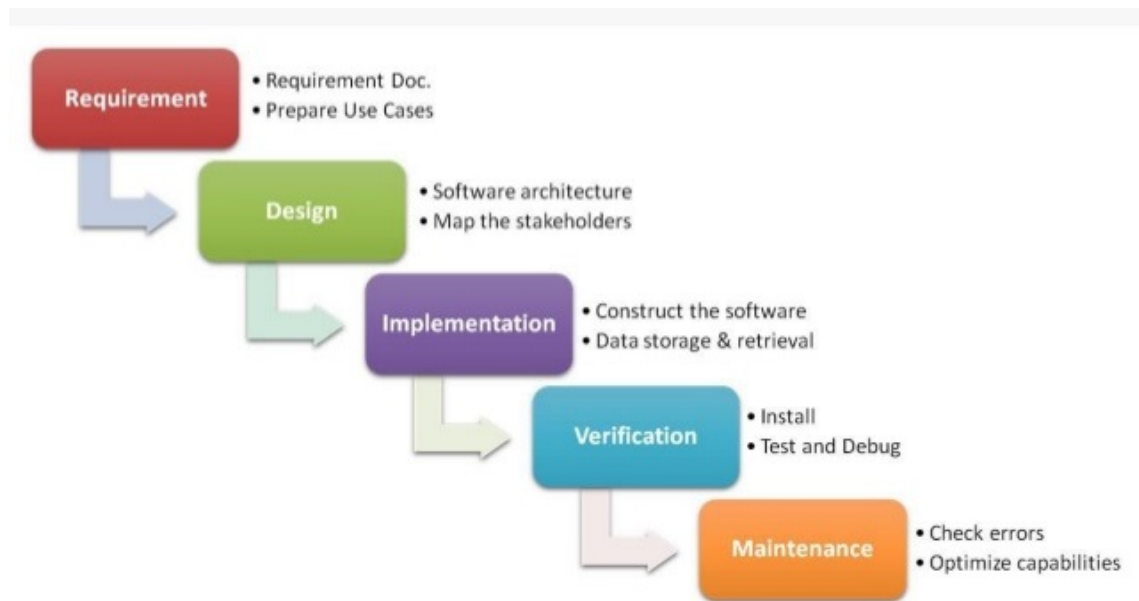 Requirement
• Requirement Doc.
• Prepare Use Cases
Design
• Software architecture
• Map the stakeholders
Implementation
• Construct the software
• Data storage & retrieval
Verification
• Install
• Test and Debug
Maintenance
• Check errors
• Optimize capabilities